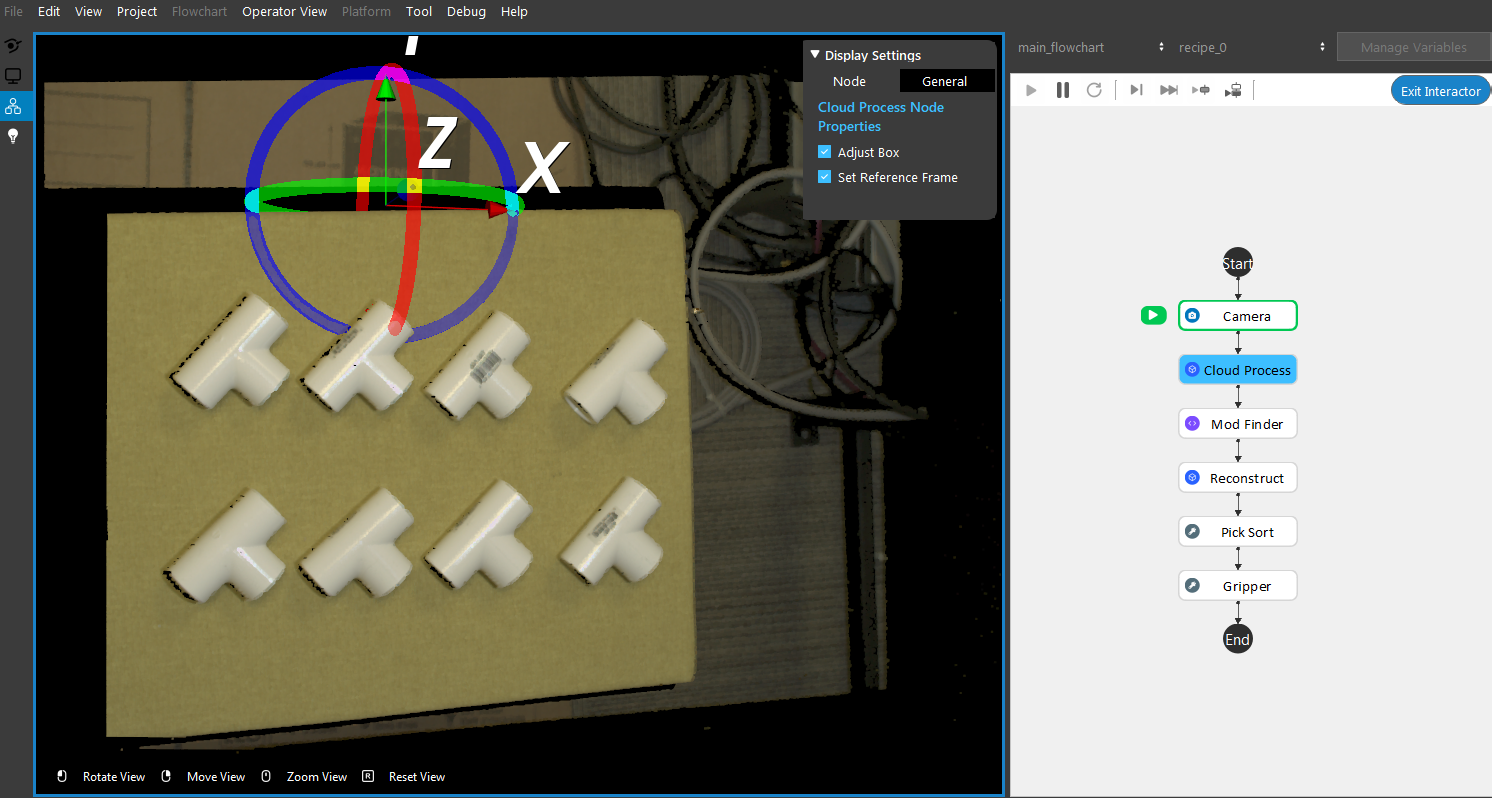 File Edit View Project Flowchart Operator View Platform Tool Debug Help
main_flowchart recipe_0 Manage Variables
Exit Interactor
Display Settings
Node General
Cloud Process Node
Properties
Adjust Box
Set Reference Frame
Z
X
Start
Camera
Cloud Process
Mod Finder
Reconstruct
Pick Sort
Gripper
End
Rotate View Move View Zoom View R Reset View